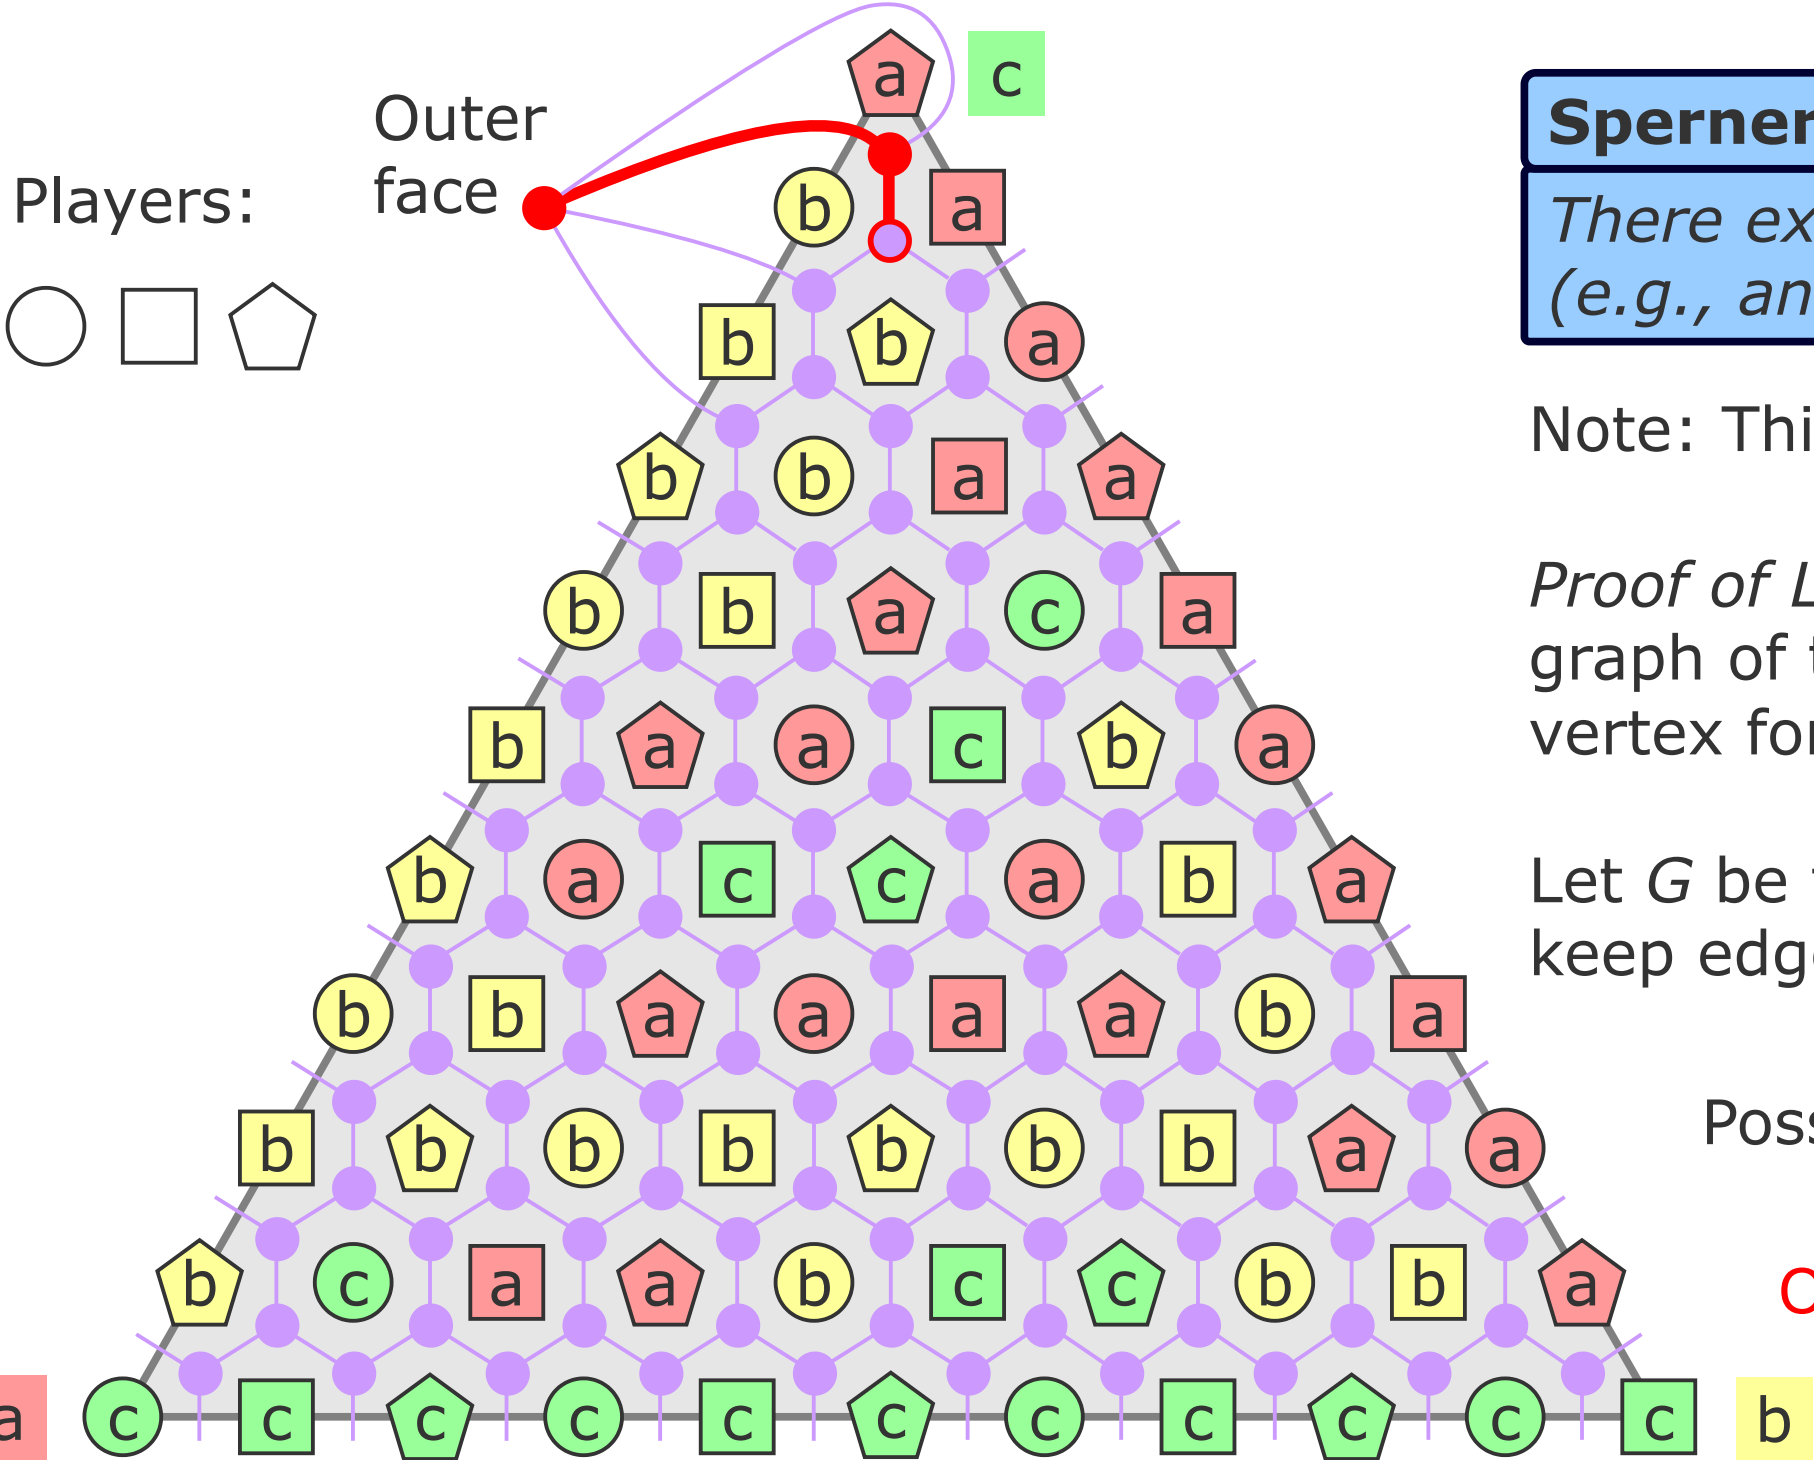 a c
Outer
face
Players:
b a
b b a
b b a a
b b a c a
b a a c b a
b a c c a b a
b b a a a a b a
b b b b b b b a a
b c a a b c c b b a
a c c c c c c c c c c c b
Sperner
There ex
(e.g., an
Note: Thi
Proof of L
graph of t
vertex for
Let G be
keep edg
Poss